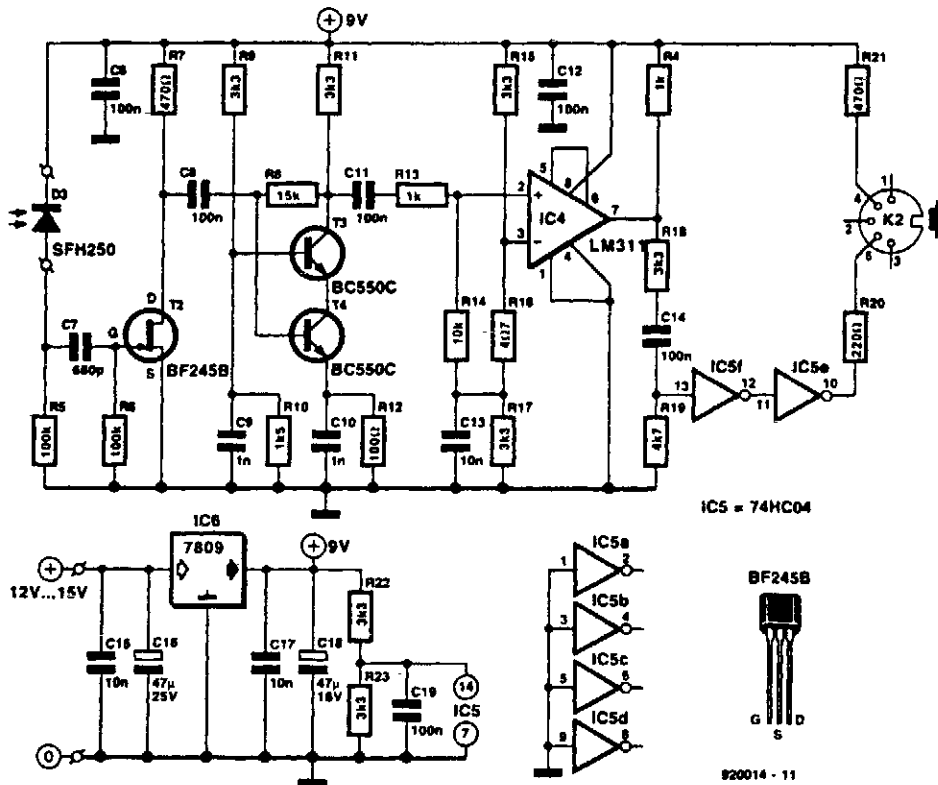 + 9V
R7 R9 R11 R15 C12 R4 R21
C6 470Ω 3k3 3k3 3k3 1k 470Ω
100n 100n
C8 R8 C11 R13
100n 15k 100n 1k
D3
SFH250
5 8 6
2 + 7
3 −
IC4
LM311
1 4
1 4 2 5 3
K2
T3
BC550C
R18
3k3
D T2
C7 G
680p S
BF245B
T4
BC550C
R14 R16
10k 4Ω7
C14
100n
R20
220Ω
IC5f IC5e
13 12 11 10
R5 R6 C9 R10 C10 R12 C13 R17 R19
100k 100k 1n 1k5 1n 100Ω 10n 3k3 4k7
IC5 = 74HC04
IC6
7809
+ 9V
+
12V...15V
R22
3k3
C15 C16 C17 C18 R23 C19
10n 47µ 25V 10n 47µ 16V 3k3 100n
14
IC5
7
0
IC5a
1 2
IC5b
3 4
IC5c
5 6
IC5d
9 8
BF245B
G S D
920014 - 11